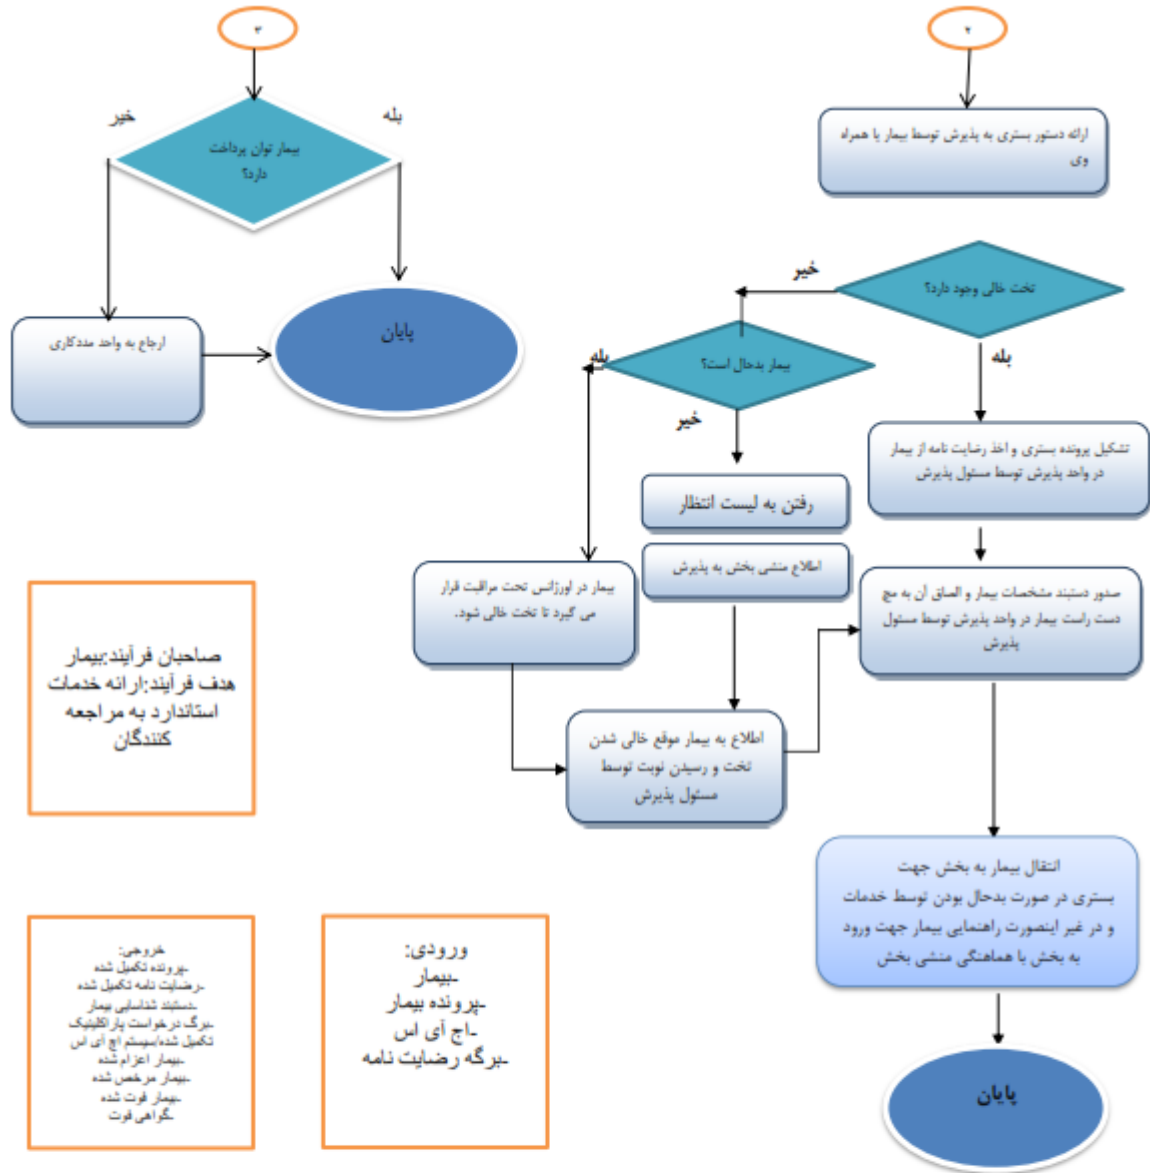 ۲
ارائه دستور بستری به پذیرش توسط بیمار یا همراه
وی
تخت خالی وجود دارد؟
خیر
بله
بیمار بدحال است؟
بله
خیر
تشکیل پرونده بستری و اخذ رضایت نامه از بیمار
در واحد پذیرش توسط مسئول پذیرش
رفتن به لیست انتظار
اطلاع منشی بخش به پذیرش
بیمار در اورژانس تحت مراقبت قرار
می گیرد تا تخت خالی شود.
صدور دستبند مشخصات بیمار و الصاق آن به مچ
دست راست بیمار در واحد پذیرش توسط مسئول
پذیرش
اطلاع به بیمار موقع خالی شدن
تخت و رسیدن نوبت توسط
مسئول پذیرش
انتقال بیمار به بخش جهت
بستری در صورت بدحال بودن توسط خدمات
و در غیر اینصورت راهنمایی بیمار جهت ورود
به بخش با هماهنگی منشی بخش
پایان
۳
بیمار توان پرداخت
دارد؟
بله
خیر
ارجاع به واحد مددکاری
پایان
صاحبان فرآیند:بیمار
هدف فرآیند:ارائه خدمات
استاندارد به مراجعه
کنندگان
ورودی:
-بیمار
-پرونده بیمار
-اچ آی اس
-برگه رضایت نامه
خروجی:
-پرونده تکمیل شده
-رضایت نامه تکمیل شده
-دستبند شناسایی بیمار
-برگ درخواست پاراکلینیک
تکمیل شده/سیستم اچ آی اس
-بیمار اعزام شده
-بیمار مرخص شده
-بیمار فوت شده
-گواهی فوت